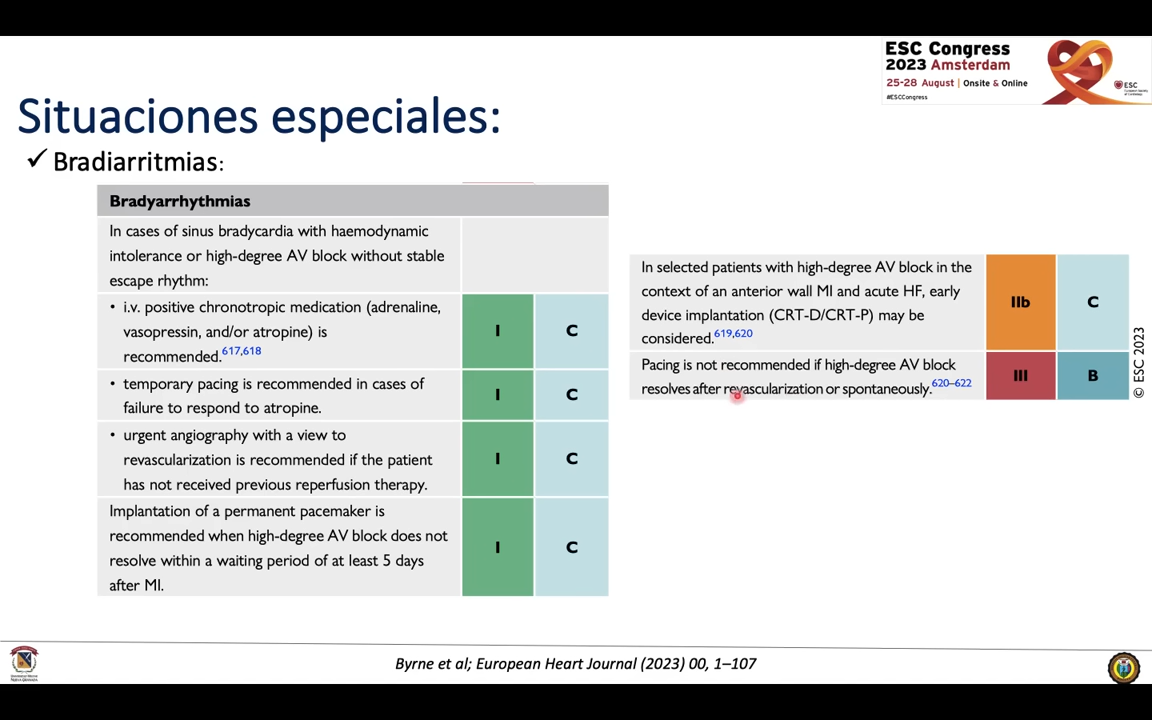 ESC Congress
2023 Amsterdam
25-28 August | Onsite & Online
#ESCCongress
ESC
Situaciones especiales:
✓ Bradiarritmias:
Bradyarrhythmias
In cases of sinus bradycardia with haemodynamic
intolerance or high-degree AV block without stable
escape rhythm:
• i.v. positive chronotropic medication (adrenaline,
vasopressin, and/or atropine) is
recommended.617,618
I
C
• temporary pacing is recommended in cases of
failure to respond to atropine.
I
C
• urgent angiography with a view to
revascularization is recommended if the patient
has not received previous reperfusion therapy.
I
C
Implantation of a permanent pacemaker is
recommended when high-degree AV block does not
resolve within a waiting period of at least 5 days
after MI.
I
C
In selected patients with high-degree AV block in the
context of an anterior wall MI and acute HF, early
device implantation (CRT-D/CRT-P) may be
considered.619,620
IIb
C
Pacing is not recommended if high-degree AV block
resolves after revascularization or spontaneously.620–622
III
B
© ESC 2023
Byrne et al; European Heart Journal (2023) 00, 1–107